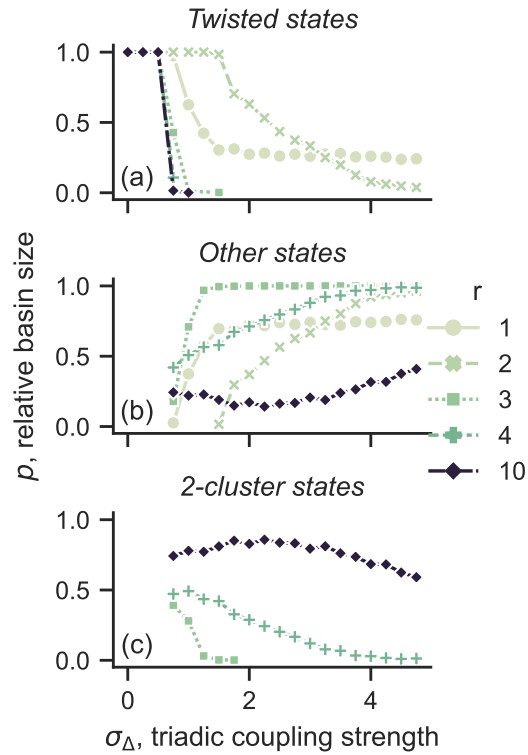 Twisted states
1.0
0.5
0.0
(a)
Other states
1.0
0.5
0.0
(b)
p, relative basin size
r
1
2
3
4
10
2-cluster states
1.0
0.5
0.0
(c)
0 2 4
σ_Δ, triadic coupling strength